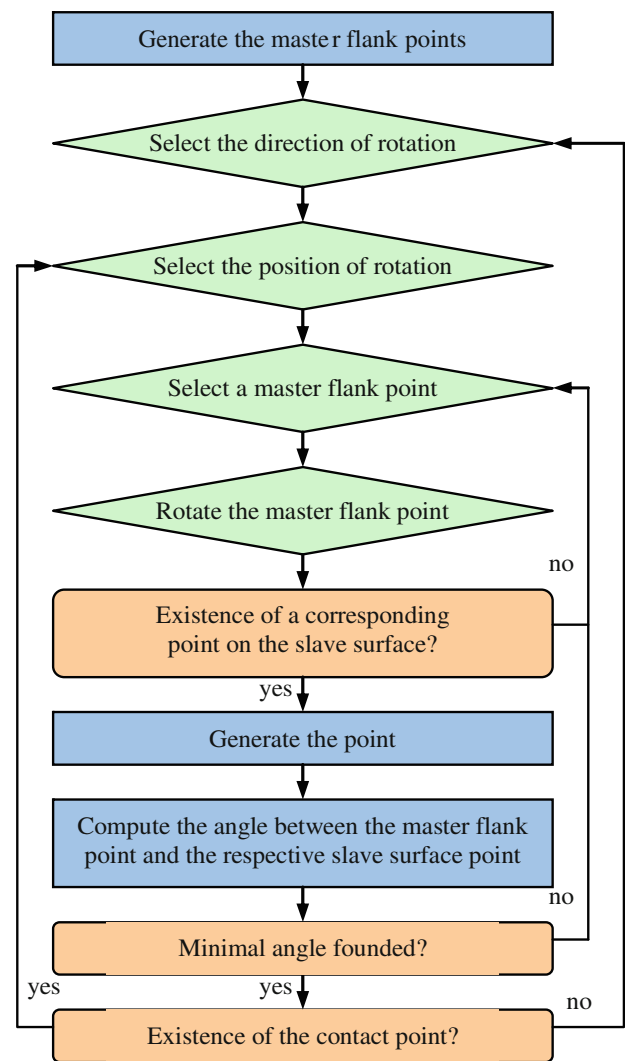 Generate the master flank points
Select the direction of rotation
Select the position of rotation
Select a master flank point
Rotate the master flank point
no
Existence of a corresponding
point on the slave surface?
yes
Generate the point
Compute the angle between the master flank
point and the respective slave surface point
no
Minimal angle founded?
yes
yes
no
Existence of the contact point?